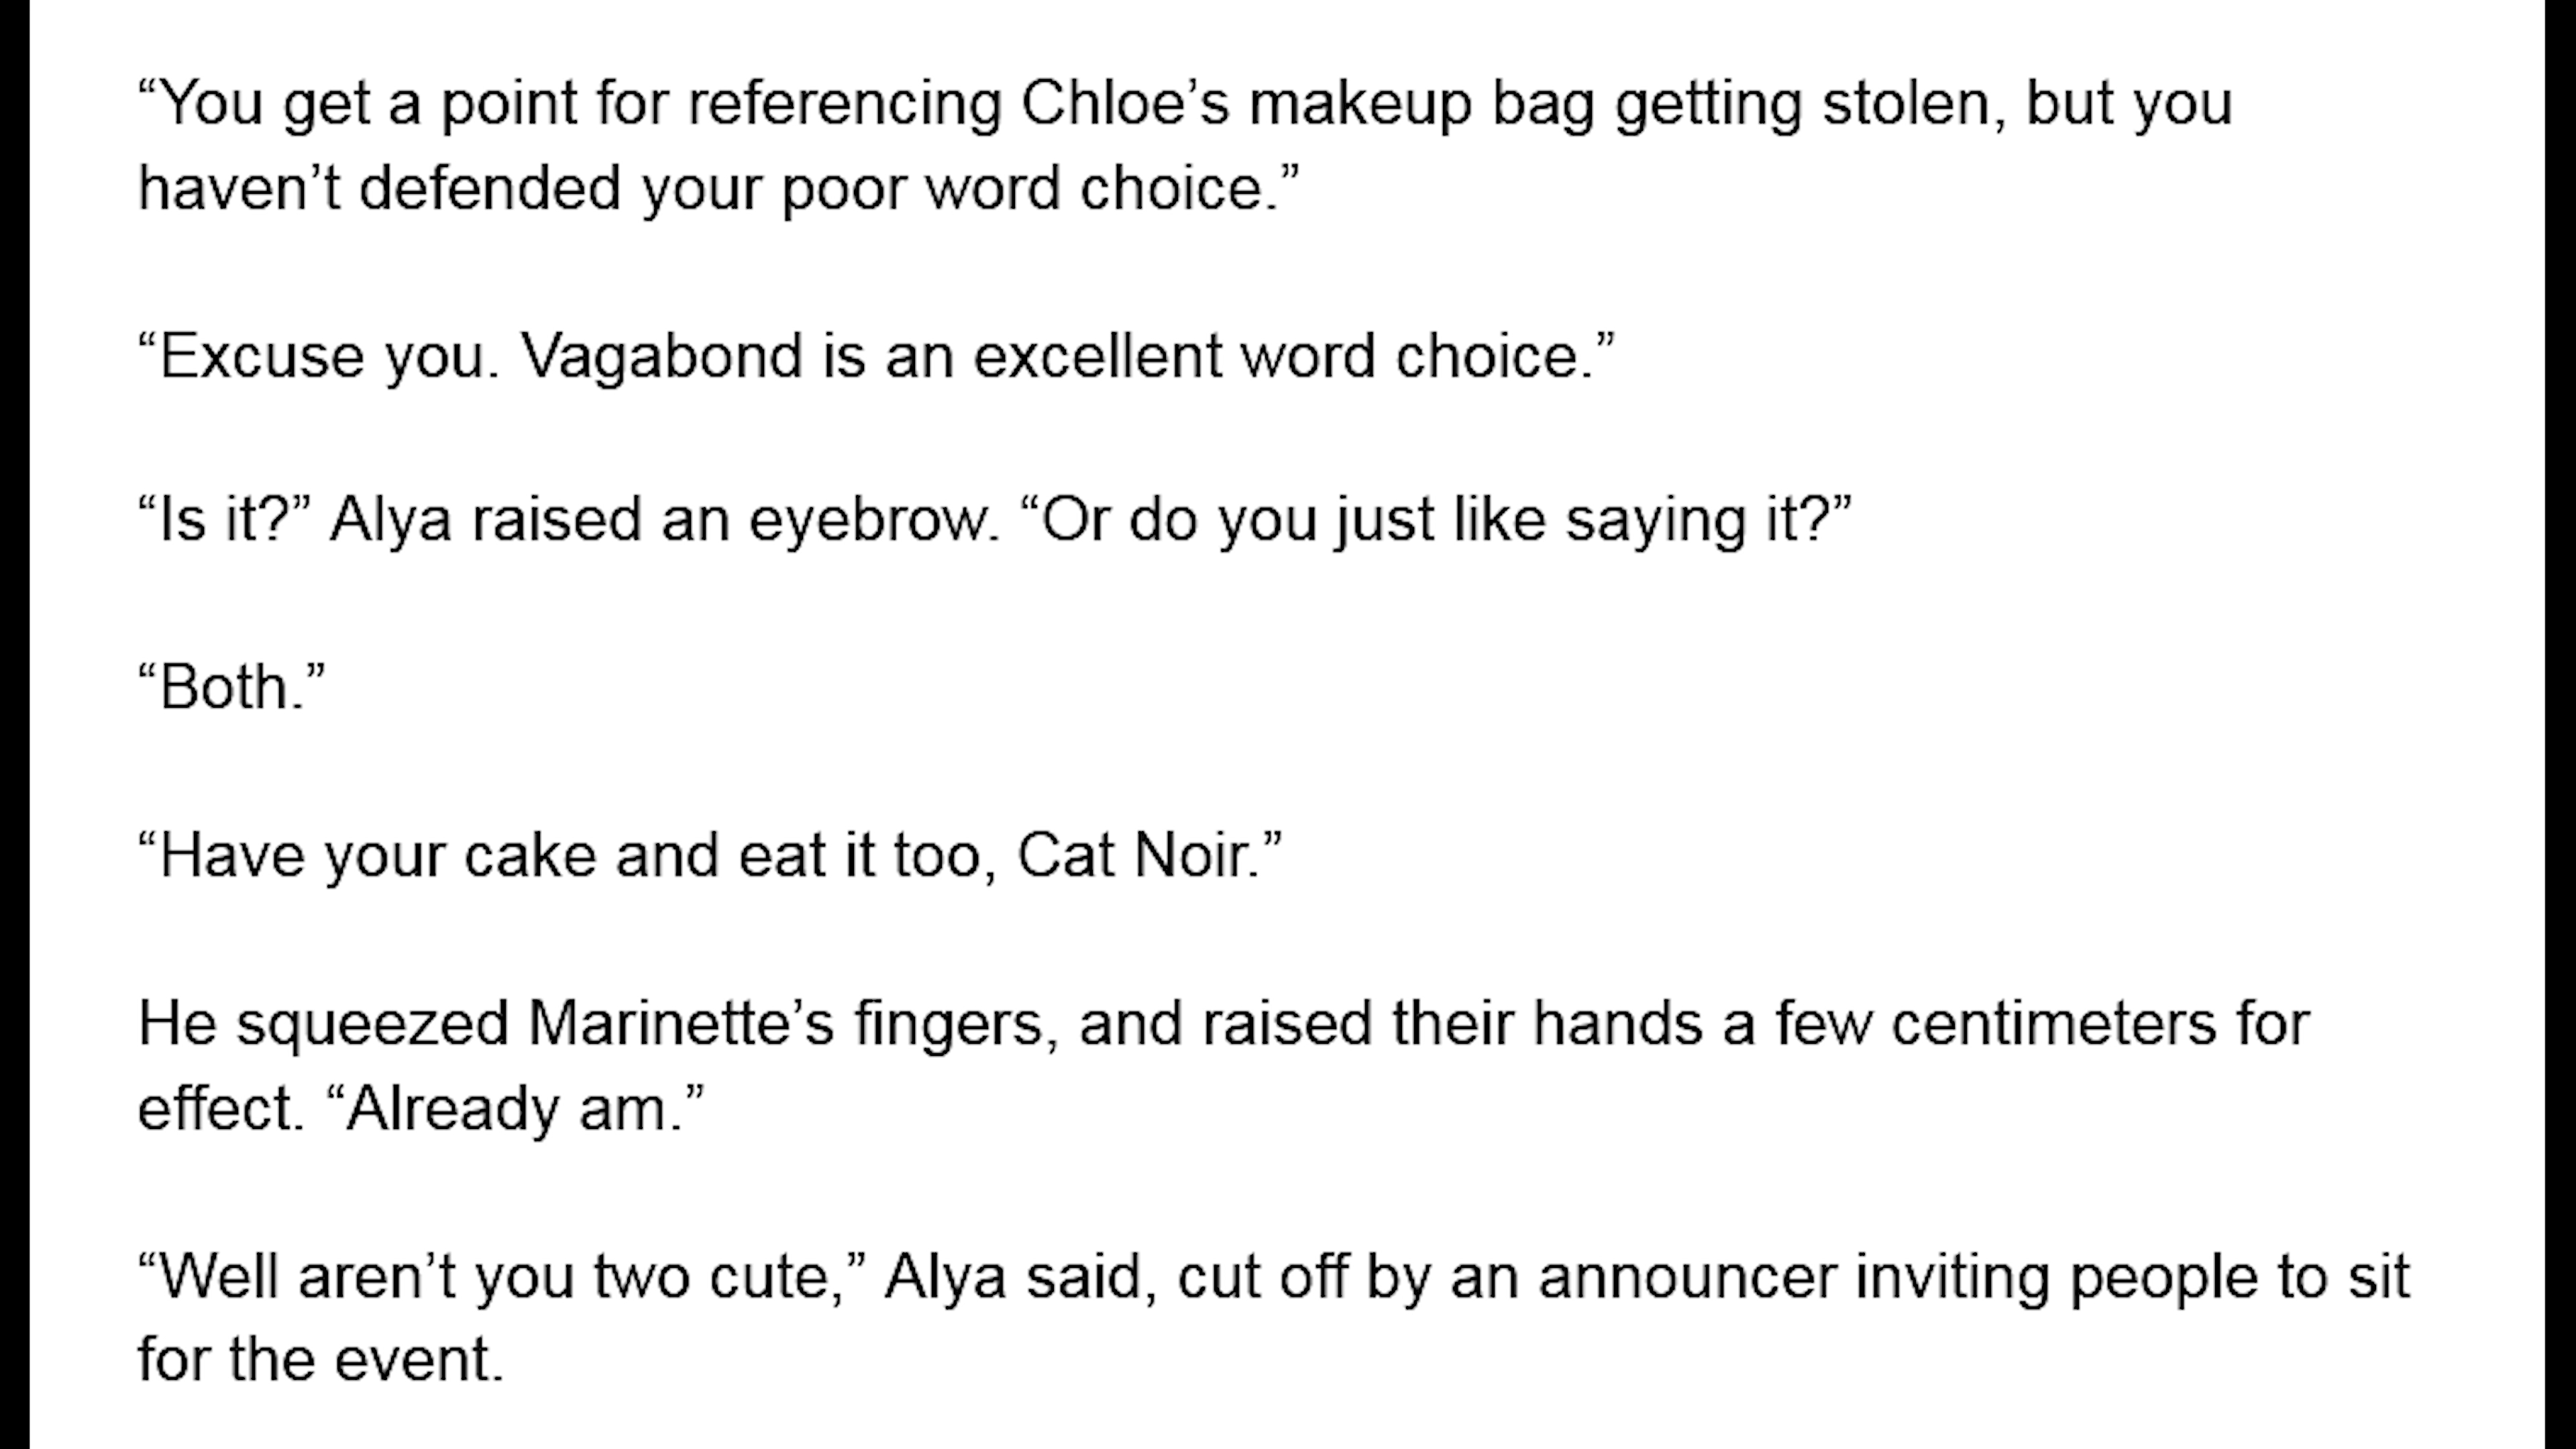 “You get a point for referencing Chloe’s makeup bag getting stolen, but you
haven’t defended your poor word choice.”
“Excuse you. Vagabond is an excellent word choice.”
“Is it?” Alya raised an eyebrow. “Or do you just like saying it?”
“Both.”
“Have your cake and eat it too, Cat Noir.”
He squeezed Marinette’s fingers, and raised their hands a few centimeters for
effect. “Already am.”
“Well aren’t you two cute,” Alya said, cut off by an announcer inviting people to sit
for the event.